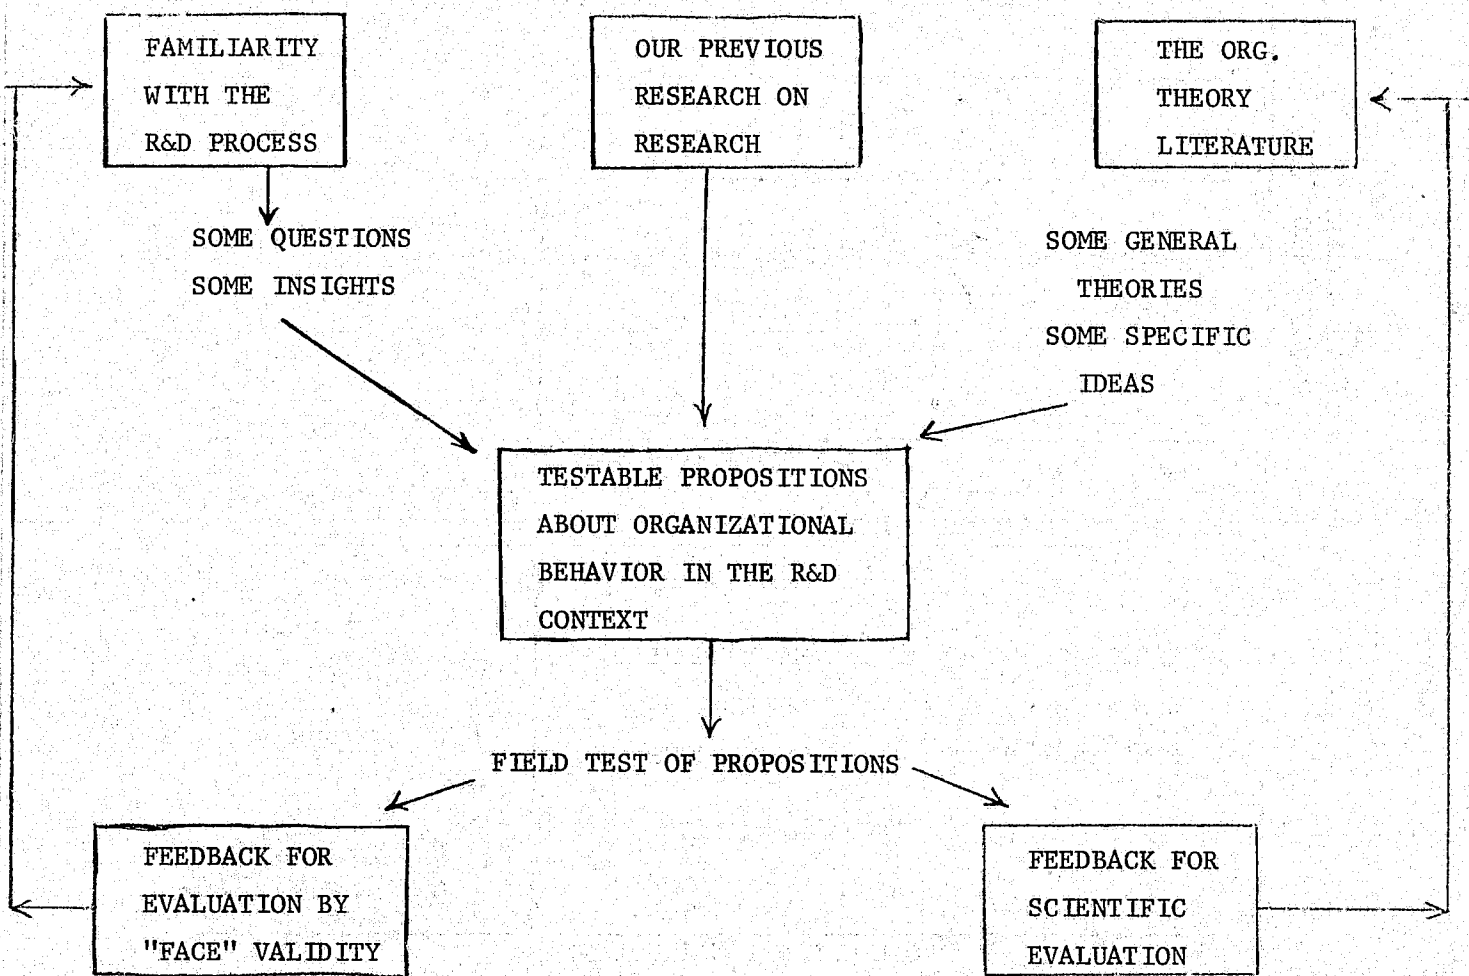 FAMILIARITY
WITH THE
R&D PROCESS
OUR PREVIOUS
RESEARCH ON
RESEARCH
THE ORG.
THEORY
LITERATURE
SOME QUESTIONS
SOME INSIGHTS
SOME GENERAL
THEORIES
SOME SPECIFIC
IDEAS
TESTABLE PROPOSITIONS
ABOUT ORGANIZATIONAL
BEHAVIOR IN THE R&D
CONTEXT
FIELD TEST OF PROPOSITIONS
FEEDBACK FOR
EVALUATION BY
"FACE" VALIDITY
FEEDBACK FOR
SCIENTIFIC
EVALUATION